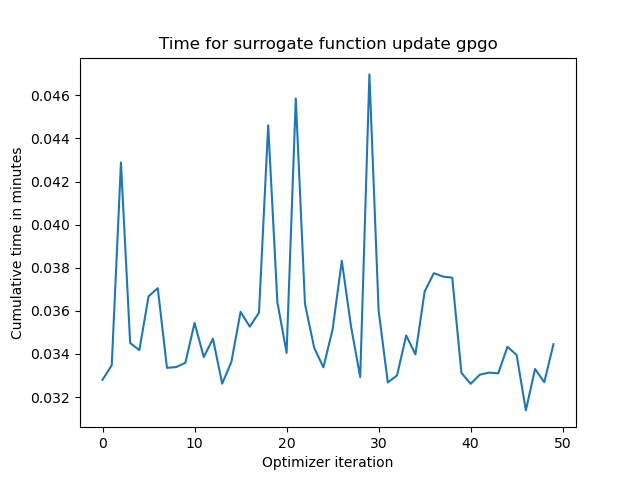 Time for surrogate function update gpgo
Cumulative time in minutes
0.046
0.044
0.042
0.040
0.038
0.036
0.034
0.032
0 10 20 30 40 50
Optimizer iteration